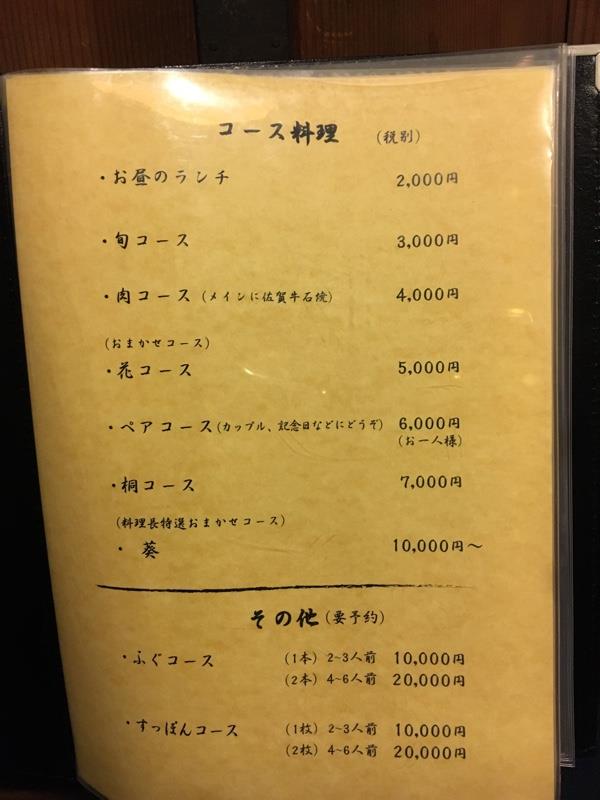 コース料理 (税別)
・お昼のランチ 2,000円
・旬コース 3,000円
・肉コース (メインに佐賀牛石焼) 4,000円
(おまかせコース)
・花コース 5,000円
・ペアコース(カップル、記念日などにどうぞ) 6,000円
(お一人様)
・桐コース 7,000円
(料理長特選おまかせコース)
・葵 10,000円〜
その他(要予約)
・ふぐコース (1本) 2~3人前 10,000円
(2本) 4~6人前 20,000円
・すっぽんコース (1枚) 2~3人前 10,000円
(2枚) 4~6人前 20,000円